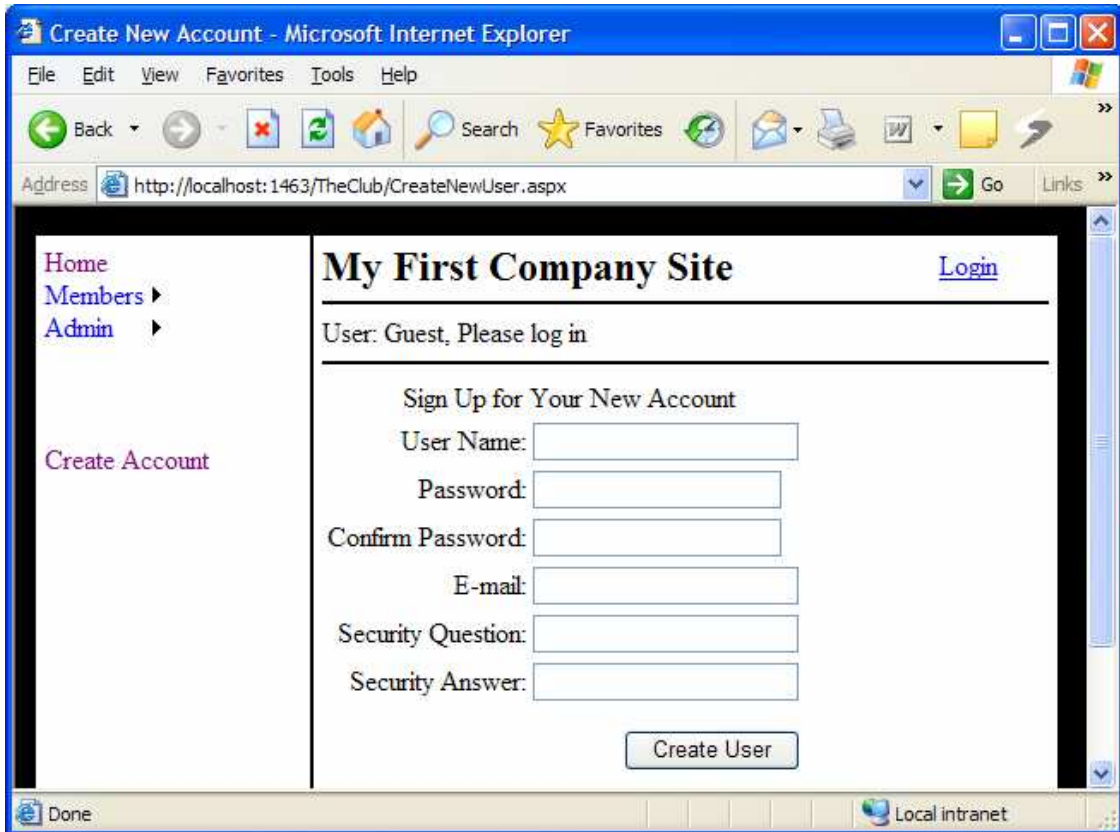 Create New Account - Microsoft Internet Explorer
File Edit View Favorites Tools Help
Back Search Favorites W »
Address http://localhost:1463/TheClub/CreateNewUser.aspx Go Links »
Home
Members
Admin
Create Account
My First Company Site Login
User: Guest, Please log in
Sign Up for Your New Account
User Name:
Password:
Confirm Password:
E-mail:
Security Question:
Security Answer:
Create User
Done Local intranet